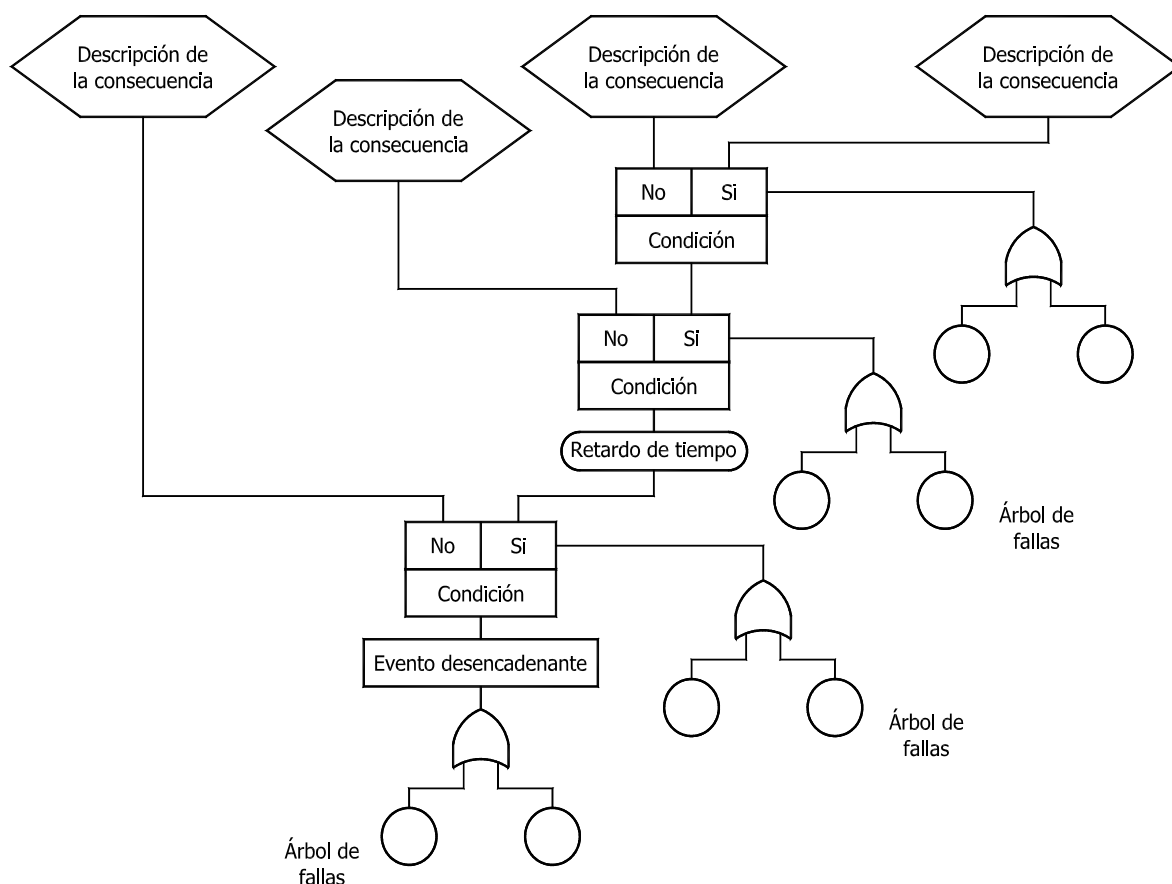 Descripción de
la consecuencia
Descripción de
la consecuencia
Descripción de
la consecuencia
Descripción de
la consecuencia
No
Si
Condición
No
Si
Condición
Retardo de tiempo
Árbol de
fallas
No
Si
Condición
Evento desencadenante
Árbol de
fallas
Árbol de
fallas